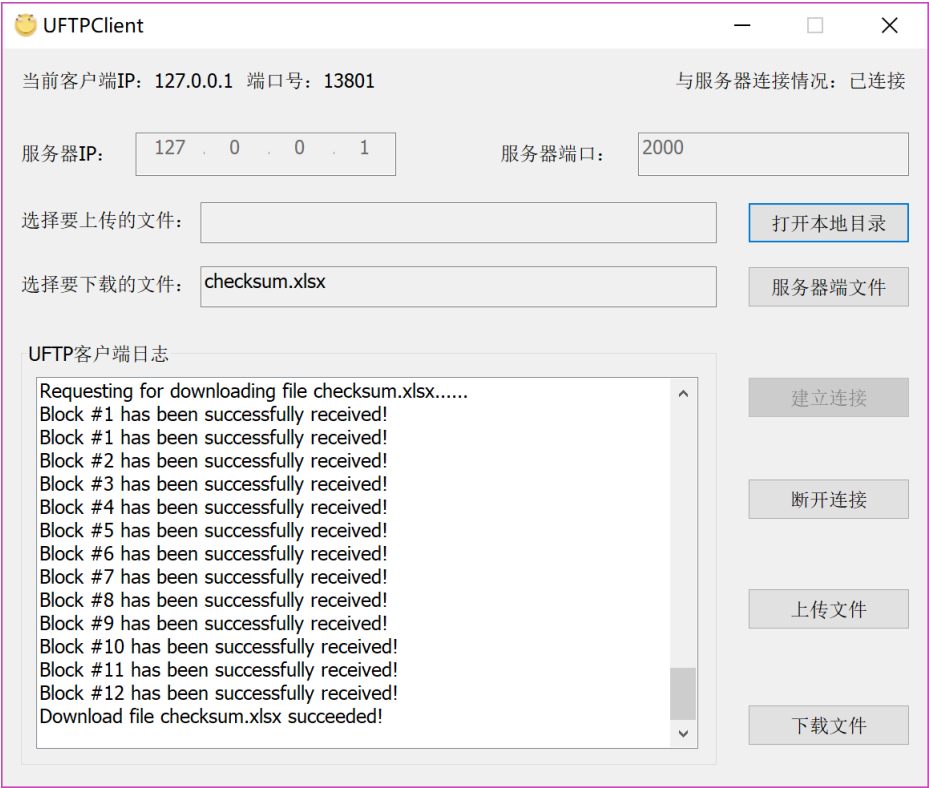 UFTPClient
当前客户端IP：127.0.0.1 端口号：13801 与服务器连接情况：已连接
服务器IP： 127 . 0 . 0 . 1 服务器端口： 2000
选择要上传的文件： 打开本地目录
选择要下载的文件： checksum.xlsx 服务器端文件
UFTP客户端日志
Requesting for downloading file checksum.xlsx......
Block #1 has been successfully received!
Block #1 has been successfully received!
Block #2 has been successfully received!
Block #3 has been successfully received!
Block #4 has been successfully received!
Block #5 has been successfully received!
Block #6 has been successfully received!
Block #7 has been successfully received!
Block #8 has been successfully received!
Block #9 has been successfully received!
Block #10 has been successfully received!
Block #11 has been successfully received!
Block #12 has been successfully received!
Download file checksum.xlsx succeeded!
建立连接
断开连接
上传文件
下载文件